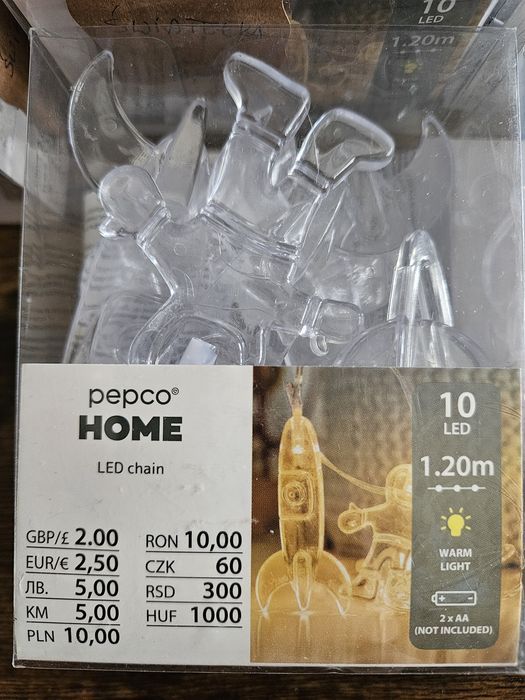 10
LED
1.20m
pepco®
HOME
LED chain
GBP/£ 2.00
EUR/€ 2,50
ЛВ. 5,00
KM 5,00
PLN 10,00
RON 10,00
CZK 60
RSD 300
HUF 1000
10
LED
1.20m
WARM
LIGHT
2 x AA
(NOT INCLUDED)